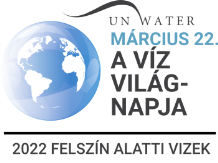 UN WATER
MÁRCIUS 22.
A VÍZ
VILÁG-
NAPJA
2022 FELSZÍN ALATTI VIZEK